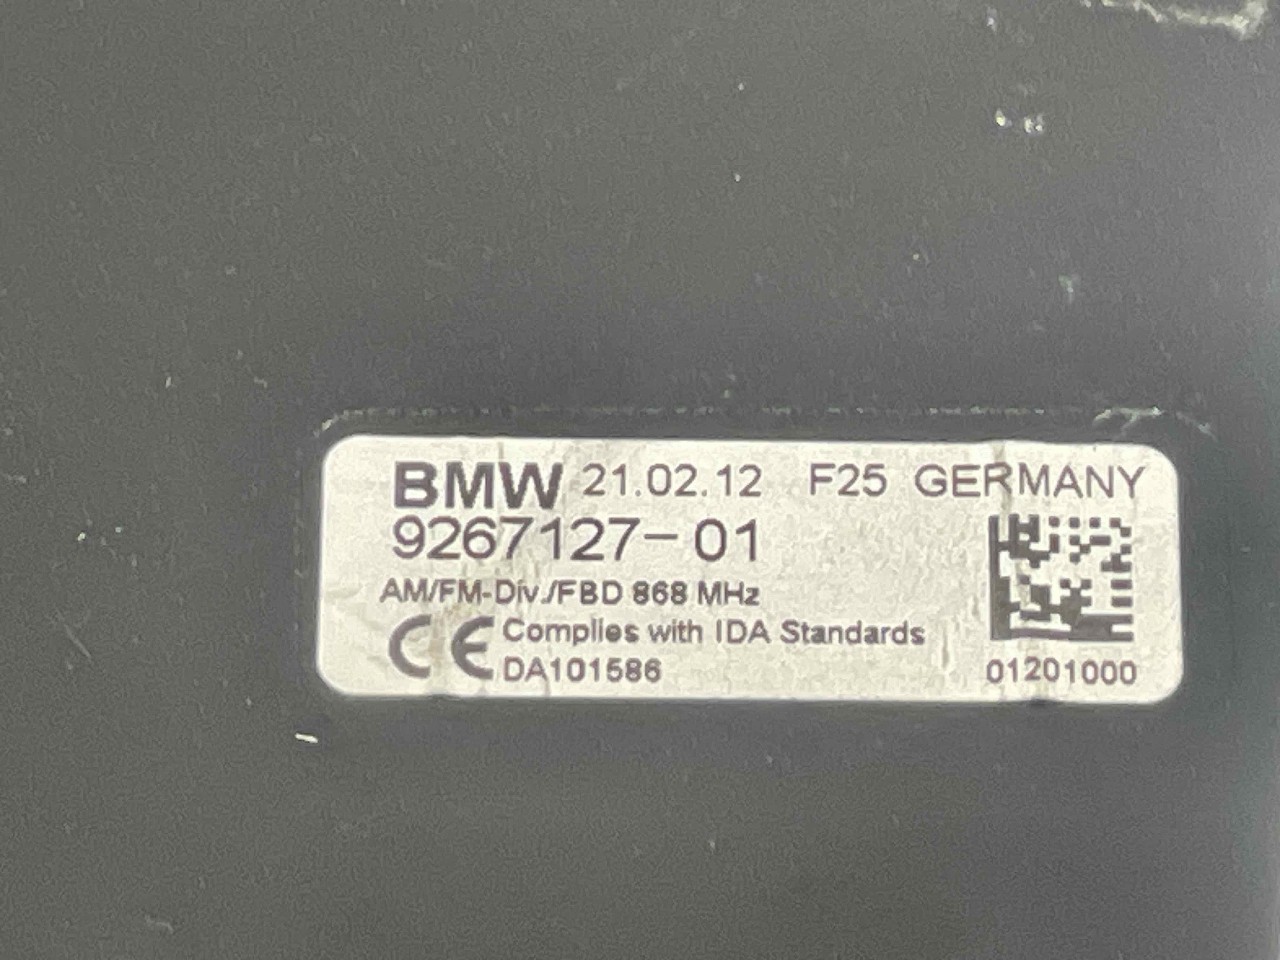 BMW 21.02.12 F25 GERMANY
9267127-01
AM/FM-Div./FBD 868 MHz
CE Complies with IDA Standards
DA101586
01201000